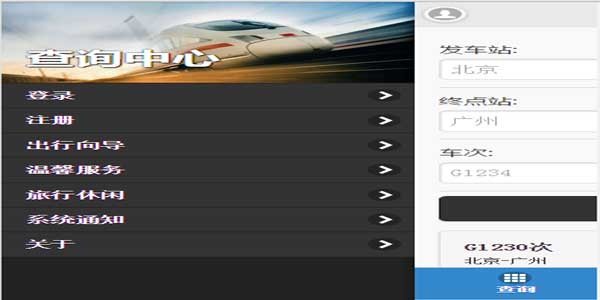 查询中心
登录
注册
出行向导
温馨服务
旅行休闲
系统通知
关于
发车站:
北京
终点站:
广州
车次:
G1234
G1230次
北京-广州
查询